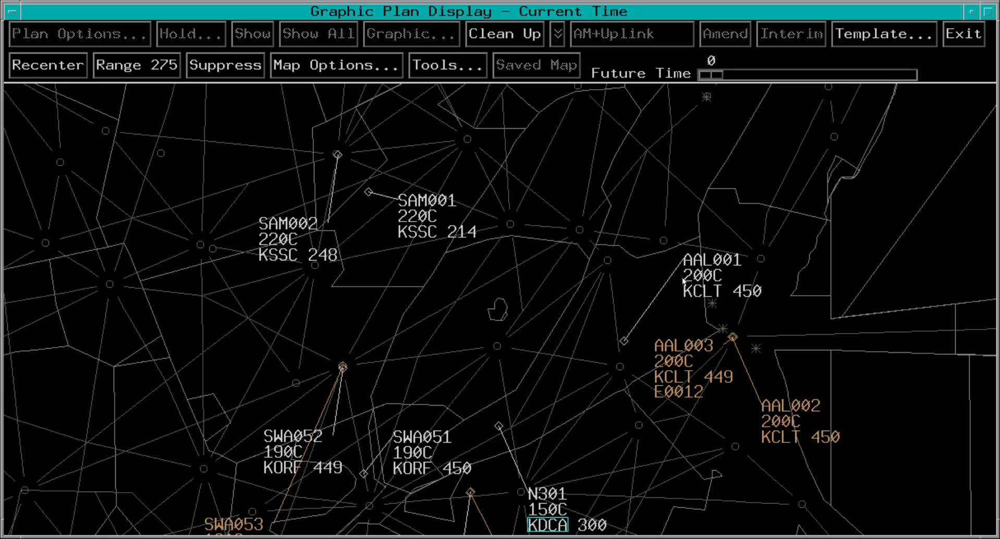 Graphic Plan Display - Current Time
Plan Options... Hold... Show Show All Graphic... Clean Up AM+Uplink Amend Interim Template... Exit
Recenter Range 275 Suppress Map Options... Tools... Saved Map Future Time 0
SAM001
220C
KSSC 214
SAM002
220C
KSSC 248
AAL001
200C
KCLT 450
AAL003
200C
KCLT 449
E0012
AAL002
200C
KCLT 450
SWA052
190C
KORF 449
SWA051
190C
KORF 450
N301
150C
KDCA 300
SWA053